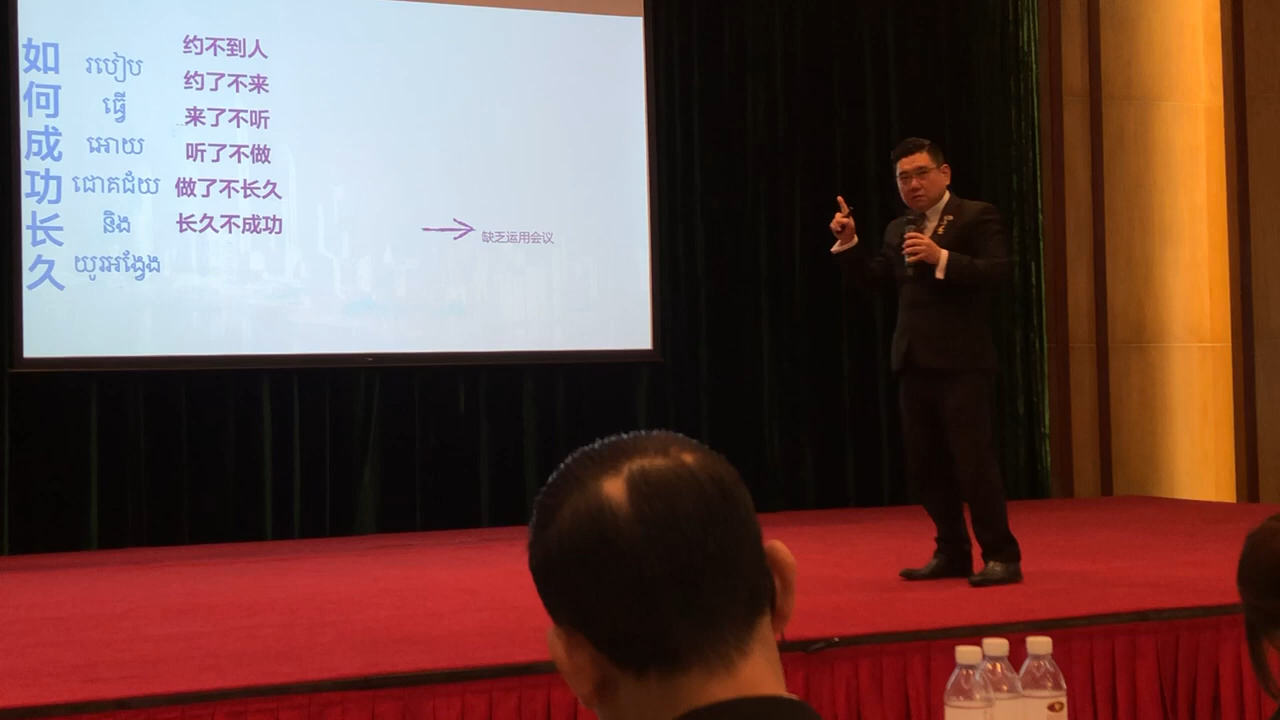 如何成功长久
របៀប
ធ្វើ
អោយ
ជោគជ័យ
និង
យូរអង្វែង
约不到人
约了不来
来了不听
听了不做
做了不长久
长久不成功
缺乏运用会议